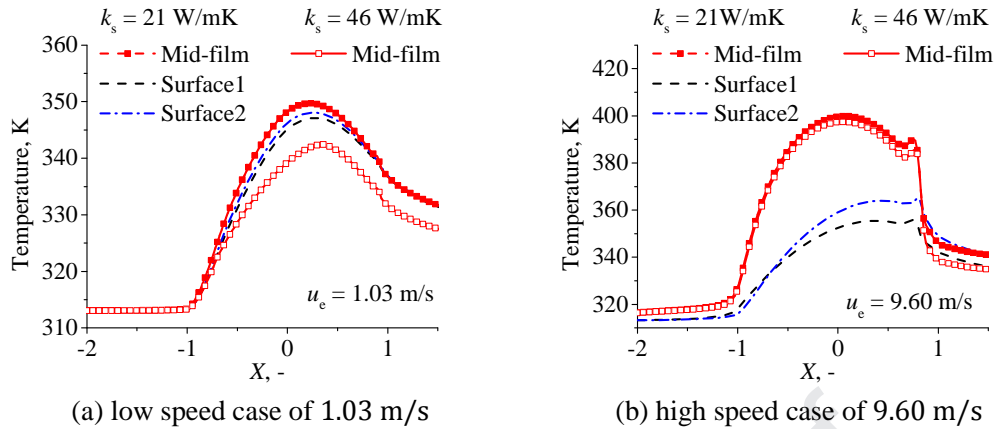 k_s = 21 W/mK k_s = 46 W/mK
Mid-film Mid-film
Surface1
Surface2
Temperature, K
360
350
340
330
320
310
u_e = 1.03 m/s
-2 -1 0 1
X, -
(a) low speed case of 1.03 m/s
k_s = 21W/mK k_s = 46 W/mK
Mid-film Mid-film
Surface1
Surface2
Temperature, K
420
400
380
360
340
320
u_e = 9.60 m/s
-2 -1 0 1
X, -
(b) high speed case of 9.60 m/s